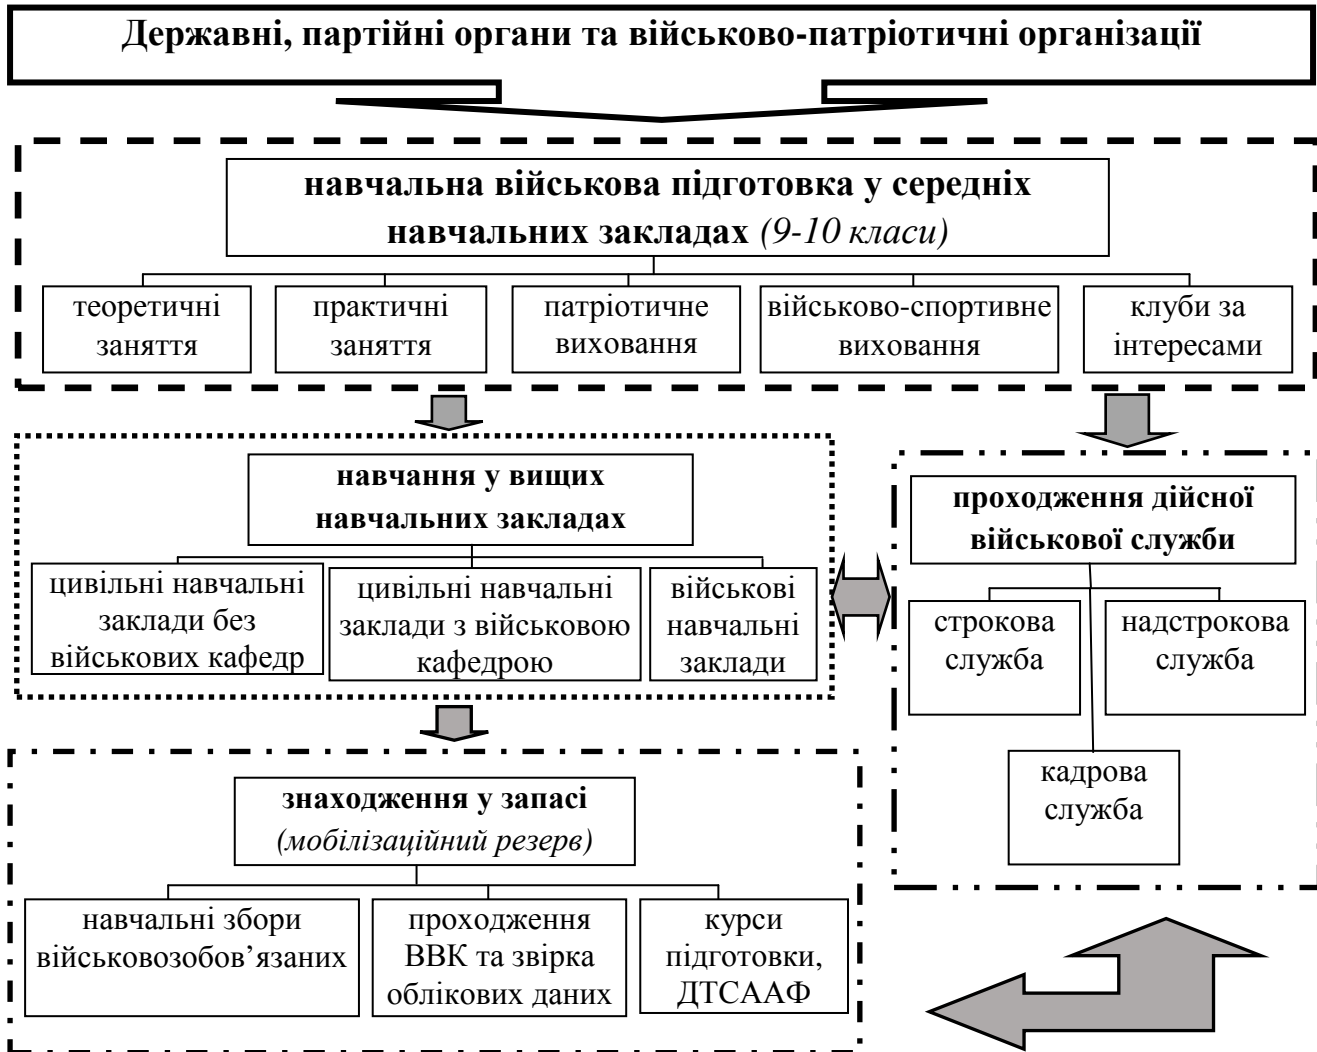 Державні, партійні органи та військово-патріотичні організації
навчальна військова підготовка у середніх
навчальних закладах (9-10 класи)
теоретичні
заняття
практичні
заняття
патріотичне
виховання
військово-спортивне
виховання
клуби за
інтересами
навчання у вищих
навчальних закладах
цивільні навчальні
заклади без
військових кафедр
цивільні навчальні
заклади з військовою
кафедрою
військові
навчальні
заклади
проходження дійсної
військової служби
строкова
служба
надстрокова
служба
кадрова
служба
знаходження у запасі
(мобілізаційний резерв)
навчальні збори
військовозобов’язаних
проходження
ВВК та звірка
облікових даних
курси
підготовки,
ДТСААФ